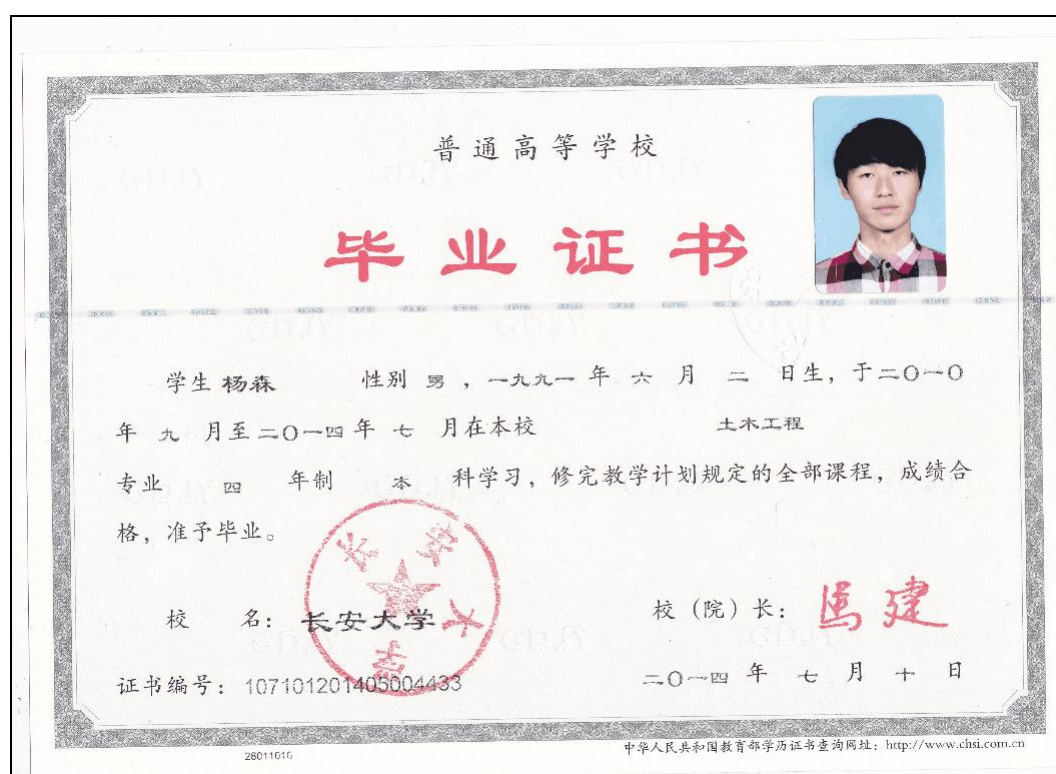 普通高等学校
毕业证书
学生 杨森 性别 男 ，一九九一 年 六 月 二 日生，于二〇一〇
年 九 月至二〇一四年 七 月在本校 土木工程
专业 四 年制 本 科学习，修完教学计划规定的全部课程，成绩合
格，准予毕业。
校 名：长安大学 校（院）长：马建
长安大学
证书编号：107101201405004433 二〇一四 年 七 月 十 日
28011016 中华人民共和国教育部学历证书查询网址：http://www.chsi.com.cn